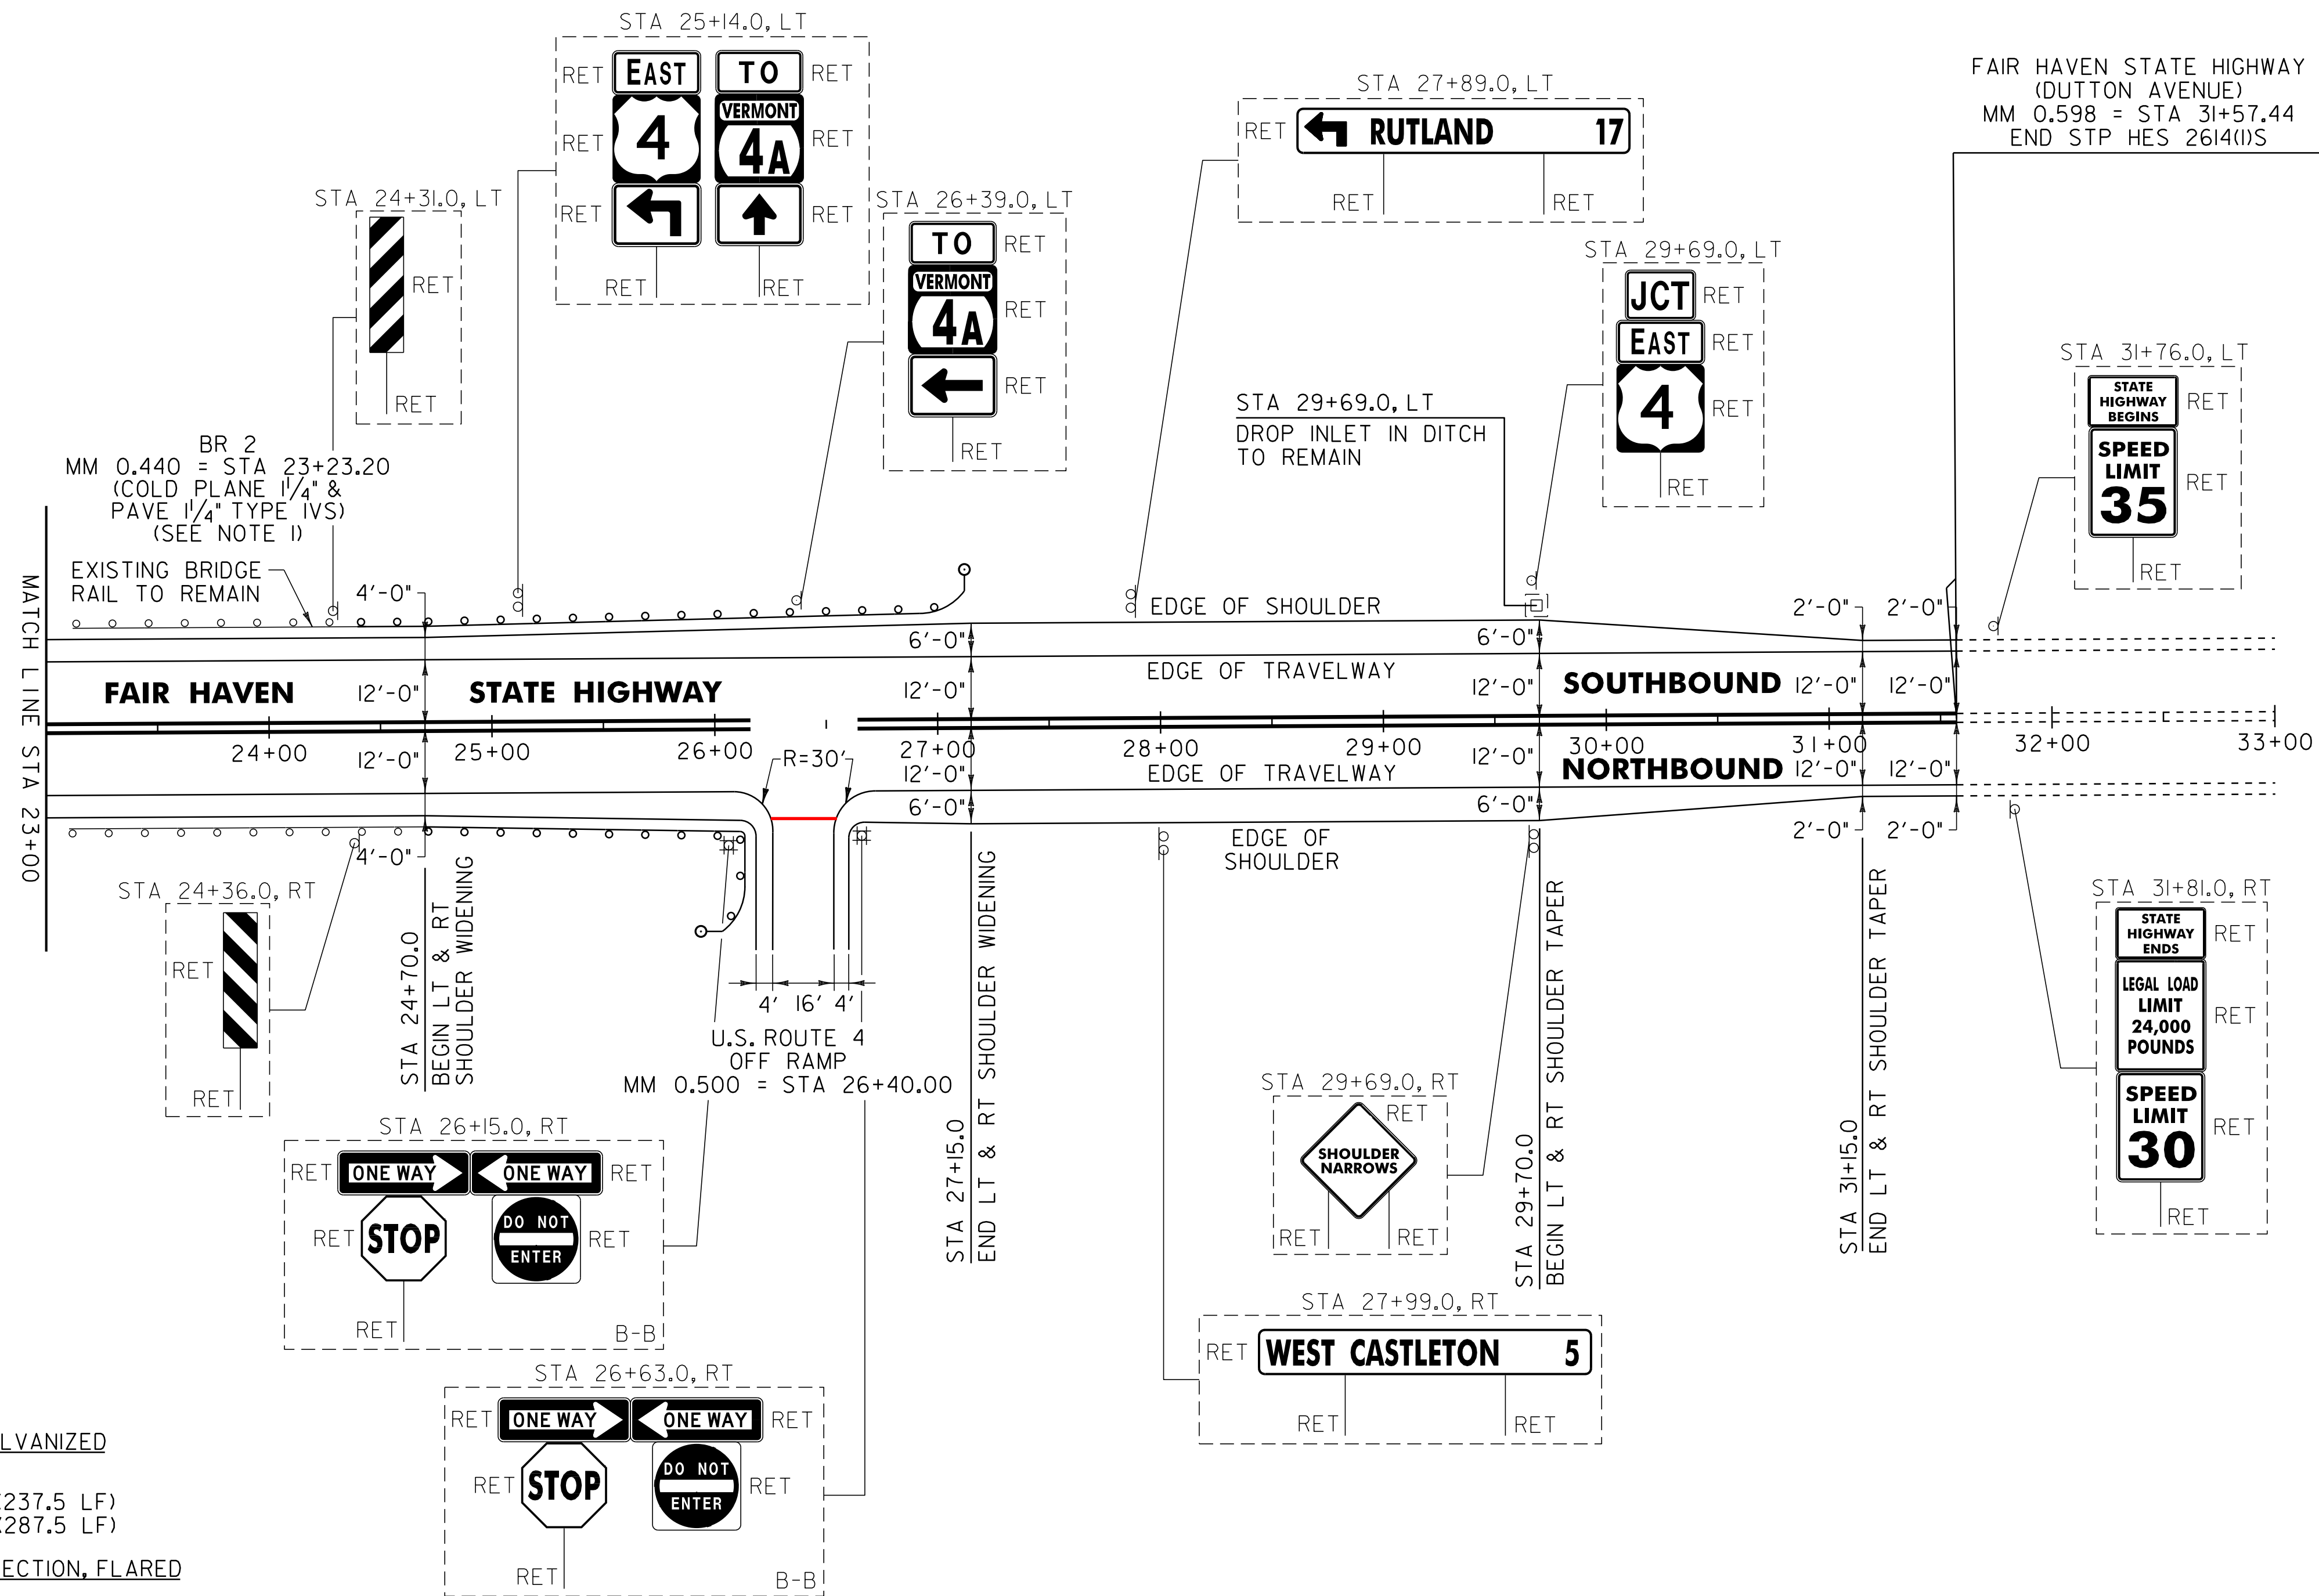 STA 25+14.0, LT
RET EAST TO RET
RET 4 VERMONT 4A RET
RET RET
RET RET
STA 24+31.0, LT
RET
RET
STA 26+39.0, LT
TO RET
VERMONT 4A RET
RET
RET
STA 27+89.0, LT
RET RUTLAND 17
RET RET
STA 29+69.0, LT
JCT RET
EAST RET
4 RET
RET
FAIR HAVEN STATE HIGHWAY
(DUTTON AVENUE)
MM 0.598 = STA 31+57.44
END STP HES 2614(1)S
STA 31+76.0, LT
STATE
HIGHWAY
BEGINS
RET
SPEED
LIMIT
35
RET
RET
STA 29+69.0, LT
DROP INLET IN DITCH
TO REMAIN
BR 2
MM 0.440 = STA 23+23.20
(COLD PLANE 1 1/4" &
PAVE 1 1/4" TYPE IVS)
(SEE NOTE 1)
EXISTING BRIDGE
RAIL TO REMAIN
MATCH LINE STA 23+00
4'-0"
EDGE OF SHOULDER
6'-0" 6'-0" 2'-0" 2'-0"
EDGE OF TRAVELWAY
FAIR HAVEN 12'-0" STATE HIGHWAY 12'-0" 12'-0" SOUTHBOUND 12'-0" 12'-0"
24+00 25+00 26+00 27+00 28+00 29+00 30+00 31+00 32+00 33+00
12'-0" R=30' 12'-0" EDGE OF TRAVELWAY 12'-0" NORTHBOUND 12'-0" 12'-0"
6'-0" 6'-0"
4'-0"
EDGE OF
SHOULDER
2'-0" 2'-0"
STA 24+36.0, RT
RET
RET
STA 24+70.0
BEGIN LT & RT
SHOULDER WIDENING
4' 16' 4'
U.S. ROUTE 4
OFF RAMP
MM 0.500 = STA 26+40.00
STA 27+15.0
END LT & RT SHOULDER WIDENING
STA 29+70.0
BEGIN LT & RT SHOULDER TAPER
STA 31+15.0
END LT & RT SHOULDER TAPER
STA 31+81.0, RT
STATE
HIGHWAY
ENDS
RET
LEGAL LOAD
LIMIT
24,000
POUNDS
RET
SPEED
LIMIT
30
RET
RET
STA 29+69.0, RT
RET
SHOULDER
NARROWS
RET RET
STA 26+15.0, RT
RET ONE WAY ONE WAY RET
RET STOP DO NOT ENTER RET
RET
B-B
STA 27+99.0, RT
RET WEST CASTLETON 5
RET RET
STA 26+63.0, RT
RET ONE WAY ONE WAY RET
RET STOP DO NOT ENTER RET
RET
B-B
LVANIZED
237.5 LF)
287.5 LF)
ECTION, FLARED